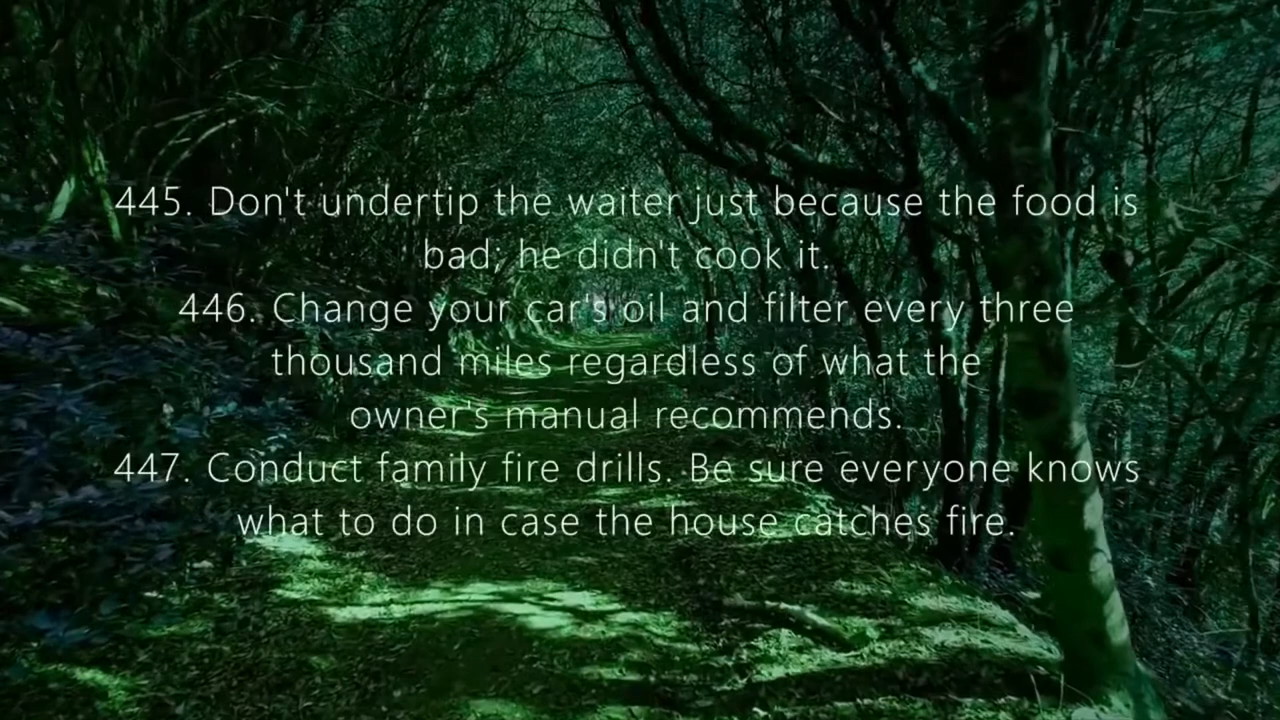 445. Don't undertip the waiter just because the food is
bad; he didn't cook it.
446. Change your car's oil and filter every three
thousand miles regardless of what the
owner's manual recommends.
447. Conduct family fire drills. Be sure everyone knows
what to do in case the house catches fire.